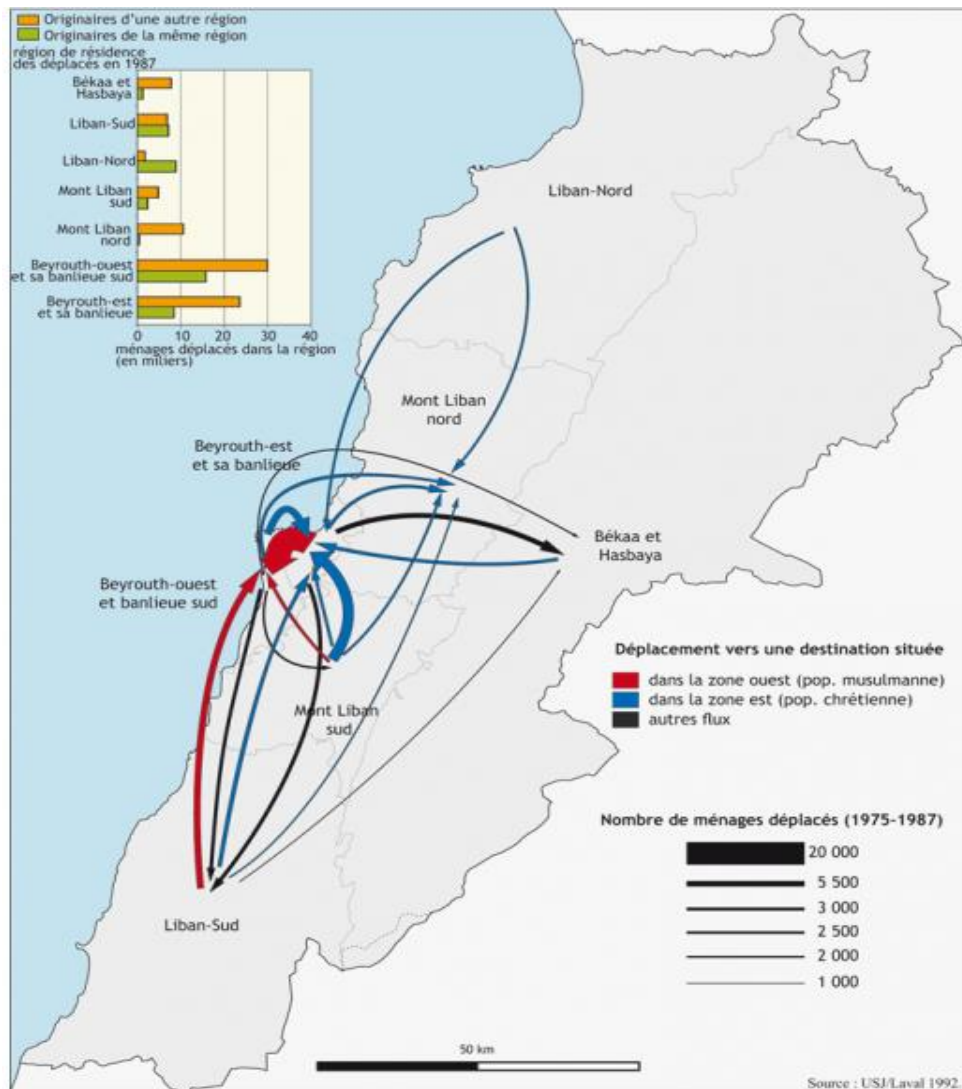 Originaires d'une autre région
Originaires de la même région
région de résidence
des déplacés en 1987
Békaa et
Hasbaya
Liban-Sud
Liban-Nord
Mont Liban
sud
Mont Liban
nord
Beyrouth-ouest
et sa banlieue sud
Beyrouth-est
et sa banlieue
0 10 20 30 40
ménages déplacés dans la région
(en miliers)
Liban-Nord
Mont Liban
nord
Beyrouth-est
et sa banlieue
Békaa et
Hasbaya
Beyrouth-ouest
et banlieue sud
Mont Liban
sud
Liban-Sud
Déplacement vers une destination située
dans la zone ouest (pop. musulmanne)
dans la zone est (pop. chrétienne)
autres flux
Nombre de ménages déplacés (1975-1987)
20 000
5 500
3 000
2 500
2 000
1 000
50 km
Source : USJ/Laval 1992